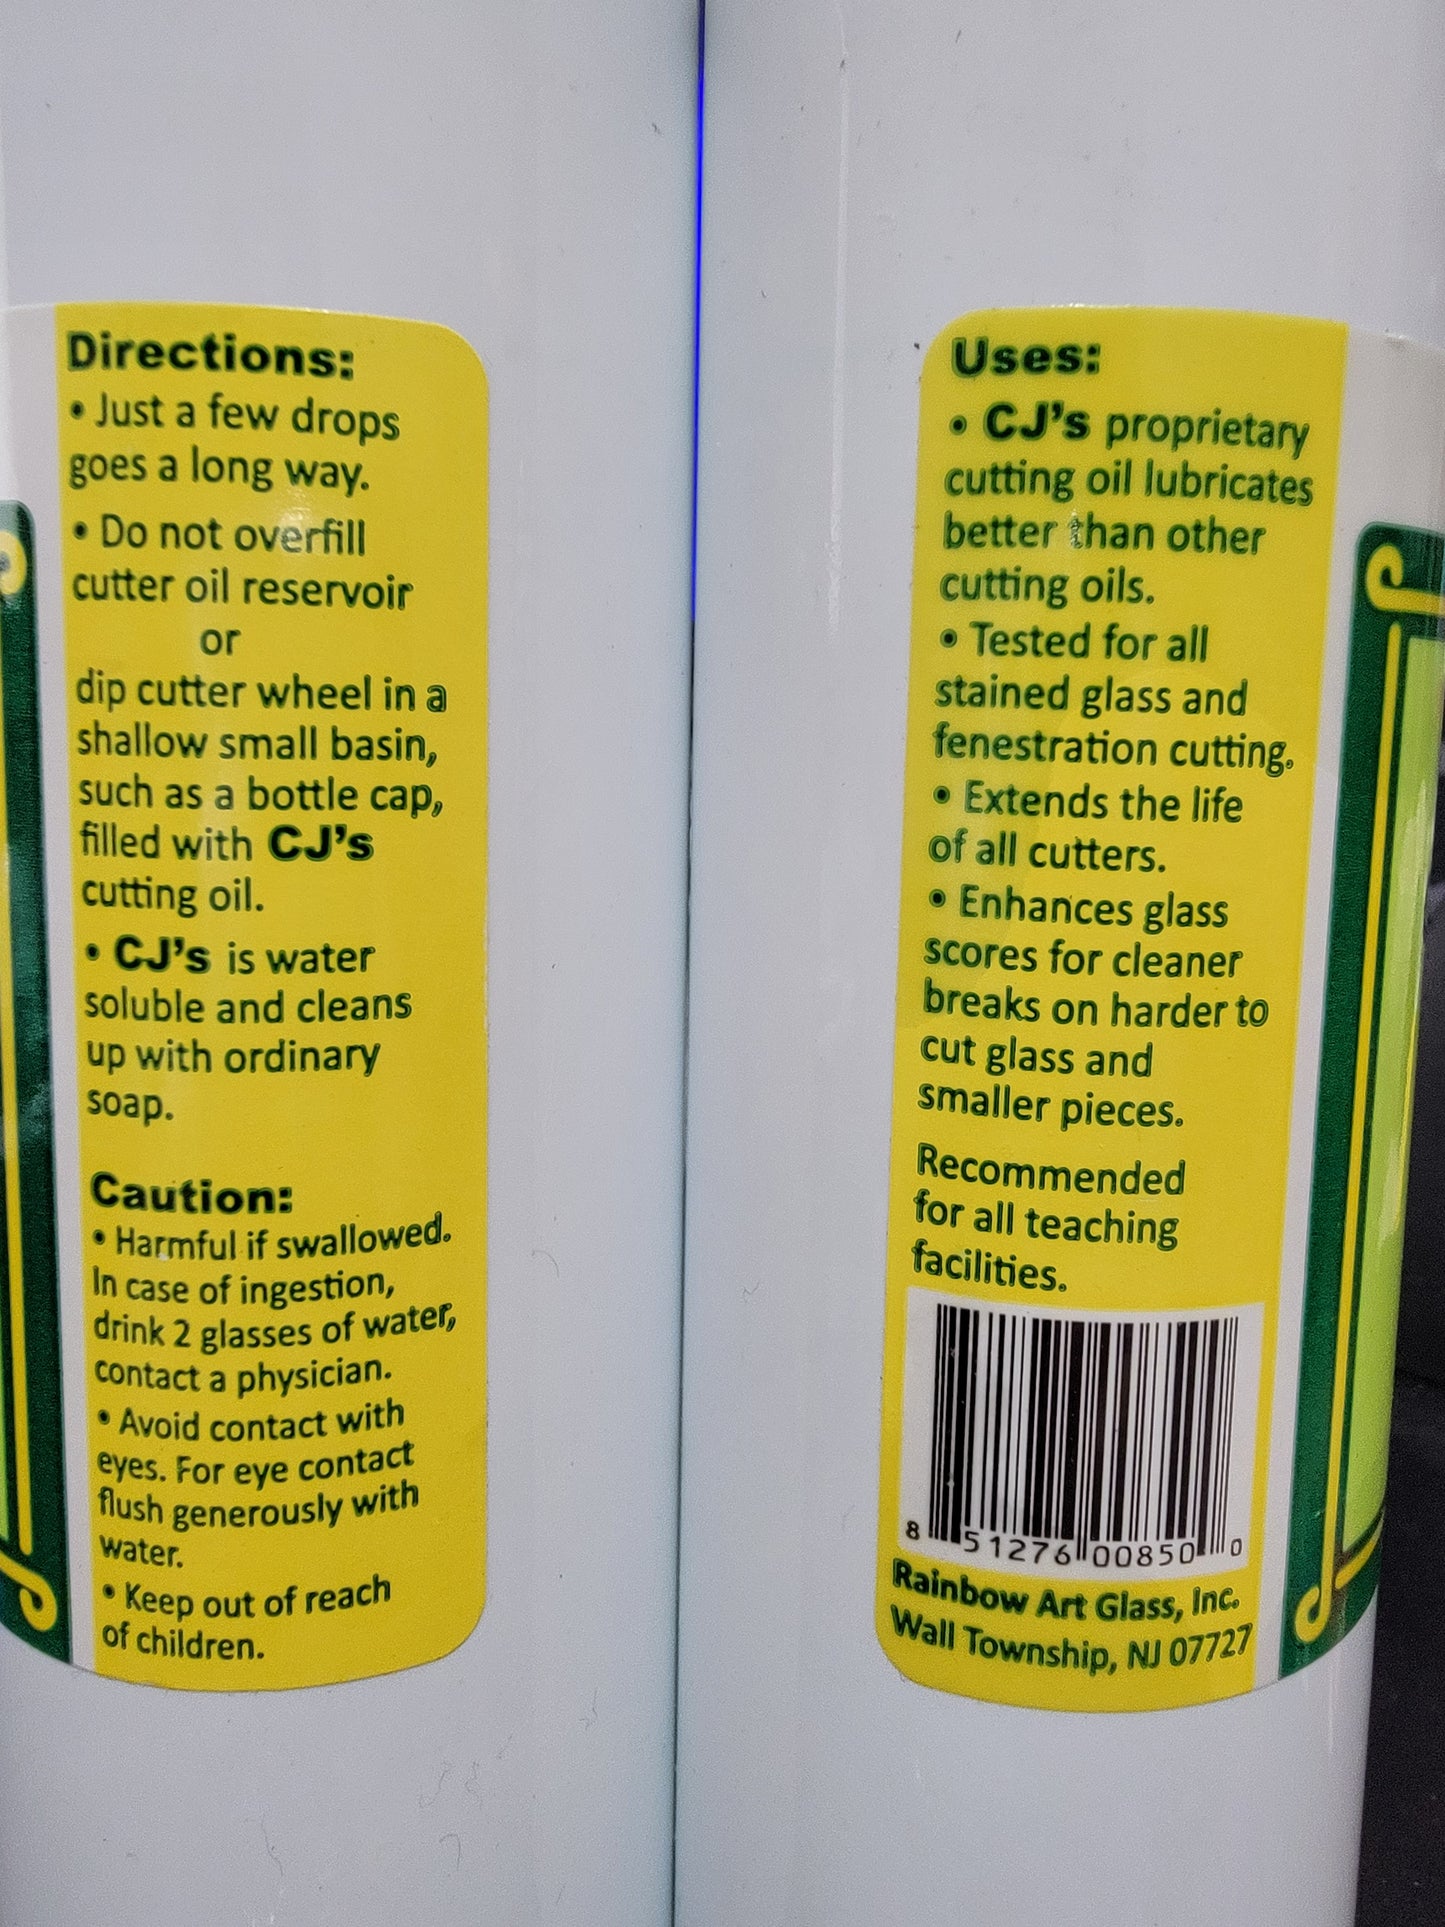 Directions:
• Just a few drops
goes a long way.
• Do not overfill
cutter oil reservoir
or
dip cutter wheel in a
shallow small basin,
such as a bottle cap,
filled with CJ's
cutting oil.
• CJ's is water
soluble and cleans
up with ordinary
soap.
Caution:
• Harmful if swallowed.
In case of ingestion,
drink 2 glasses of water,
contact a physician.
• Avoid contact with
eyes. For eye contact
flush generously with
water.
• Keep out of reach
of children.
Uses:
• CJ's proprietary
cutting oil lubricates
better than other
cutting oils.
• Tested for all
stained glass and
fenestration cutting.
• Extends the life
of all cutters.
• Enhances glass
scores for cleaner
breaks on harder to
cut glass and
smaller pieces.
Recommended
for all teaching
facilities.
8 51276 00850 0
Rainbow Art Glass, Inc.
Wall Township, NJ 07727